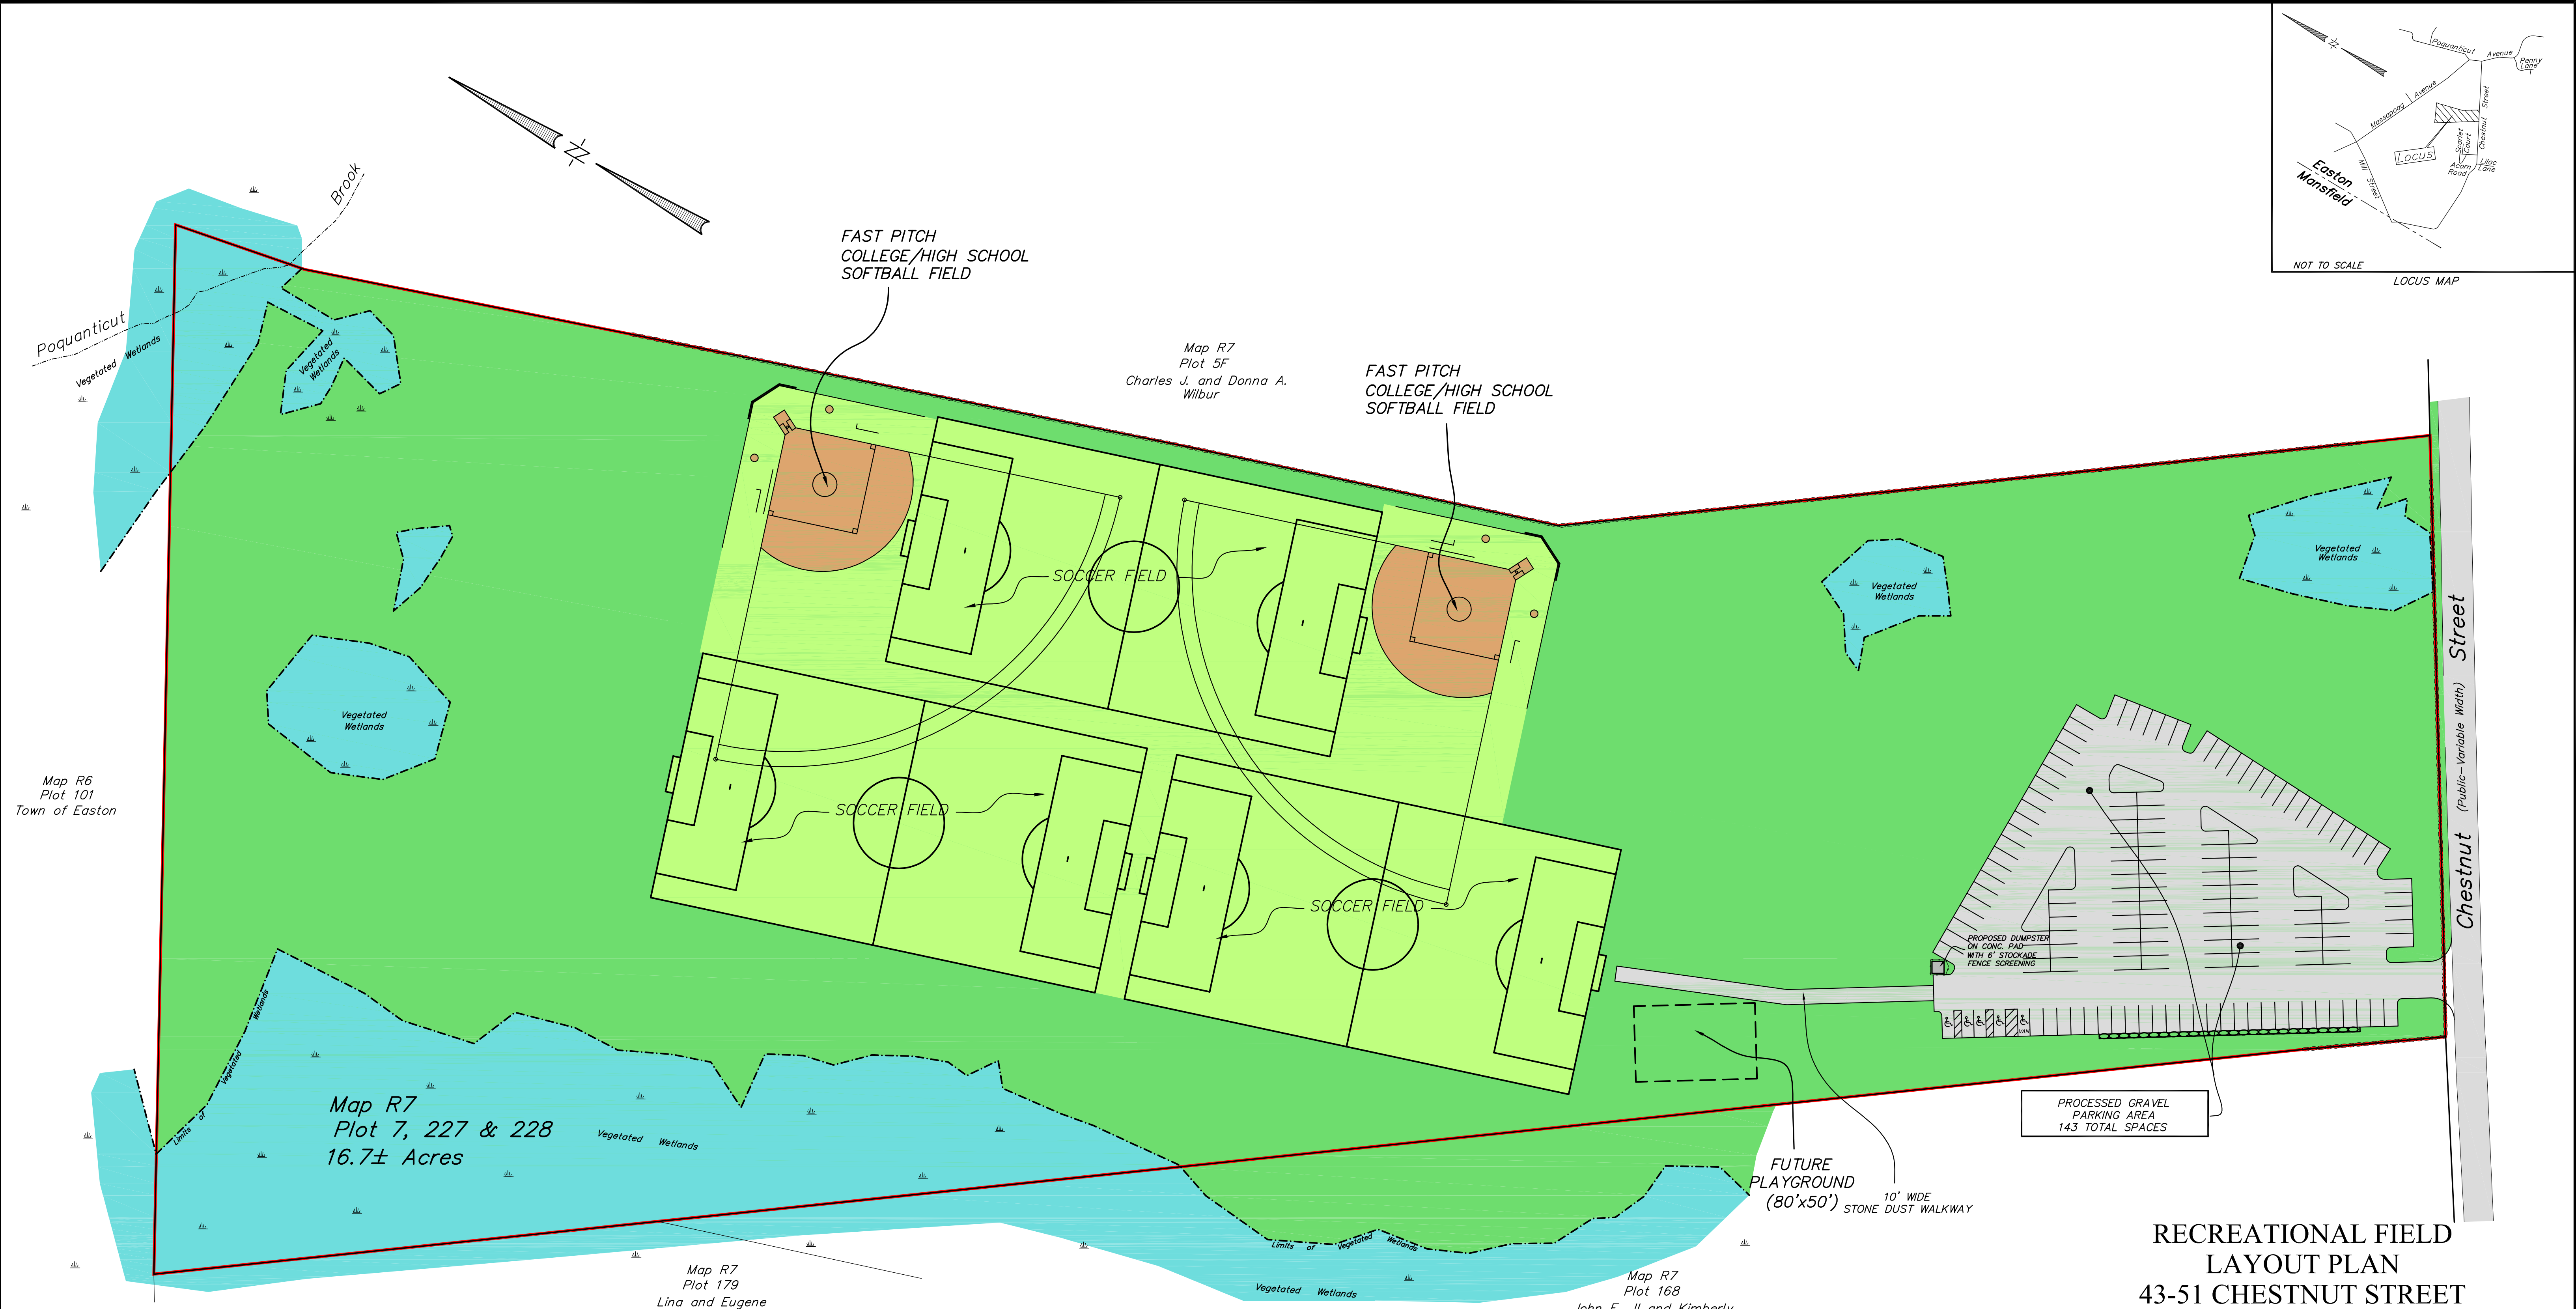 Poquanticut
Avenue
Penny
Lane
Massapoag Avenue
Chestnut Street
Scarlet
Court
Acorn
Road
Lilac
Lane
Locus
Mill Street
Easton
Mansfield
NOT TO SCALE
LOCUS MAP
N
N
Poquanticut Brook
Vegetated Wetlands
Vegetated
Wetlands
FAST PITCH
COLLEGE/HIGH SCHOOL
SOFTBALL FIELD
Map R7
Plot 5F
Charles J. and Donna A.
Wilbur
FAST PITCH
COLLEGE/HIGH SCHOOL
SOFTBALL FIELD
SOCCER FIELD
Vegetated
Wetlands
Vegetated
Wetlands
Vegetated
Wetlands
Map R6
Plot 101
Town of Easton
SOCCER FIELD
SOCCER FIELD
Chestnut (Public-Variable Width) Street
PROPOSED DUMPSTER
ON CONC. PAD
WITH 6' STOCKADE
FENCE SCREENING
VAN
PROCESSED GRAVEL
PARKING AREA
143 TOTAL SPACES
Limits of Vegetated Wetlands
Map R7
Plot 7, 227 & 228
16.7± Acres
Vegetated Wetlands
FUTURE
PLAYGROUND
(80'x50')
10' WIDE
STONE DUST WALKWAY
Limits of Vegetated Wetlands
Vegetated Wetlands
Map R7
Plot 179
Lina and Eugene
Map R7
Plot 168
RECREATIONAL FIELD
LAYOUT PLAN
43-51 CHESTNUT STREET